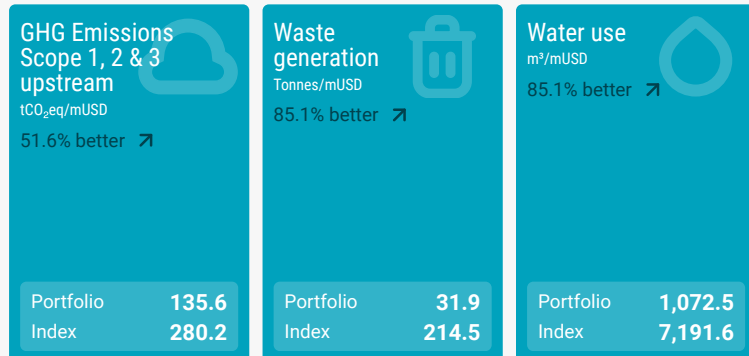 GHG Emissions
Scope 1, 2 & 3
upstream
tCO₂eq/mUSD
51.6% better
Portfolio 135.6
Index 280.2
Waste
generation
Tonnes/mUSD
85.1% better
Portfolio 31.9
Index 214.5
Water use
m³/mUSD
85.1% better
Portfolio 1,072.5
Index 7,191.6